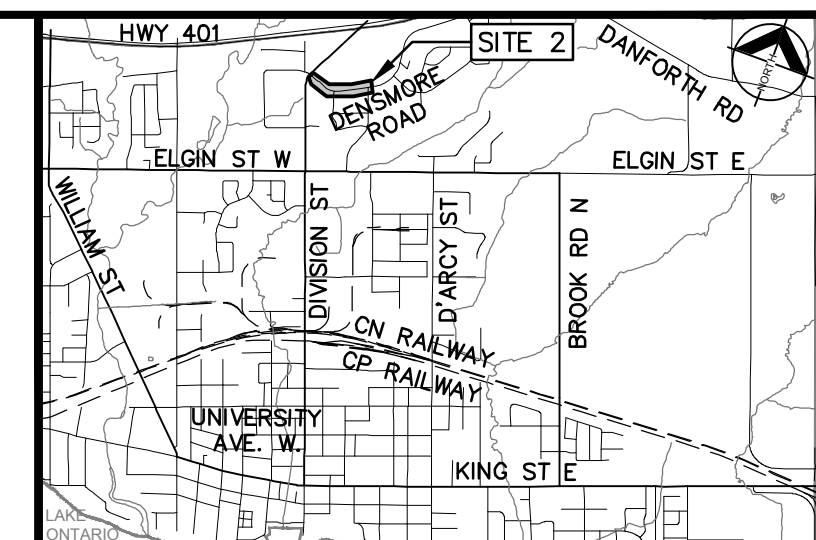 HWY 401
SITE 2
DANFORTH RD
NORTH
DENSMORE
ROAD
ELGIN ST W
ELGIN ST E
WILLIAM ST
DIVISION ST
D'ARCY ST
BROOK RD N
CN RAILWAY
CP RAILWAY
UNIVERSITY
AVE. W.
KING ST E
LAKE
ONTARIO